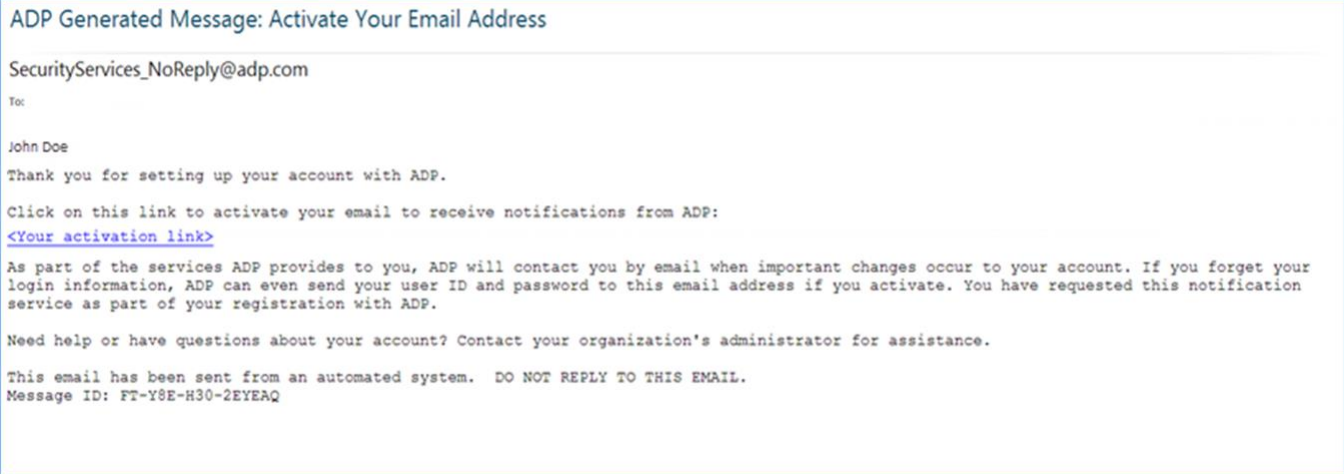 ADP Generated Message: Activate Your Email Address
SecurityServices_NoReply@adp.com
To:
John Doe
Thank you for setting up your account with ADP.
Click on this link to activate your email to receive notifications from ADP:
<Your activation link>
As part of the services ADP provides to you, ADP will contact you by email when important changes occur to your account. If you forget your
login information, ADP can even send your user ID and password to this email address if you activate. You have requested this notification
service as part of your registration with ADP.
Need help or have questions about your account? Contact your organization's administrator for assistance.
This email has been sent from an automated system.  DO NOT REPLY TO THIS EMAIL.
Message ID: FT-Y8E-H30-2EYEAQ